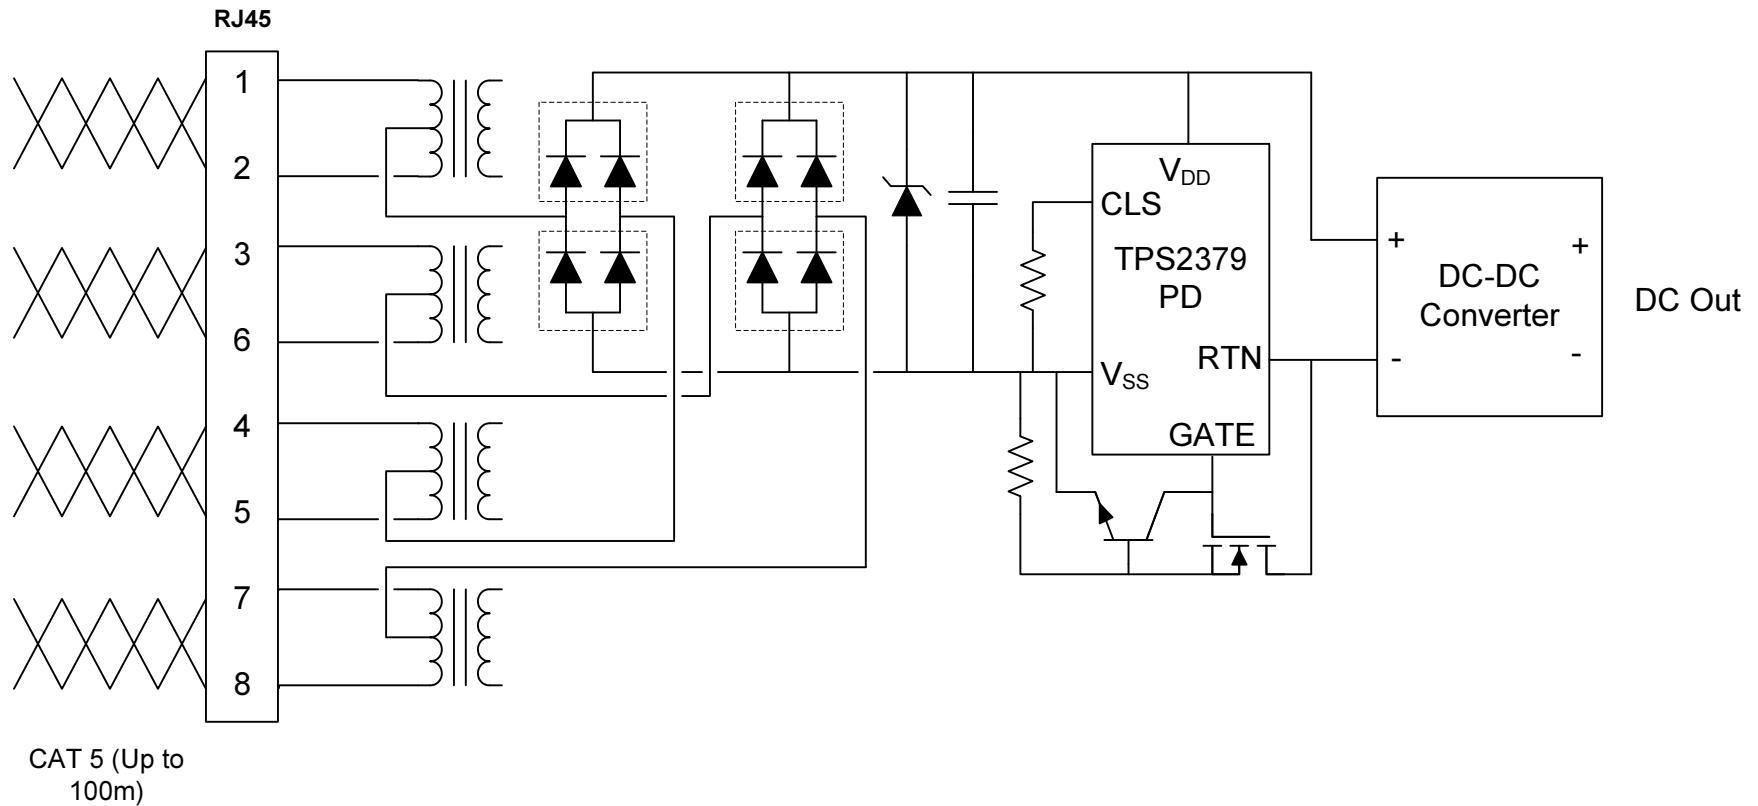 RJ45
1
2
3
6
4
5
7
8
CAT 5 (Up to
100m)
VDD
CLS
TPS2379
PD
RTN
VSS
GATE
+
-
DC-DC
Converter
+
-
DC Out